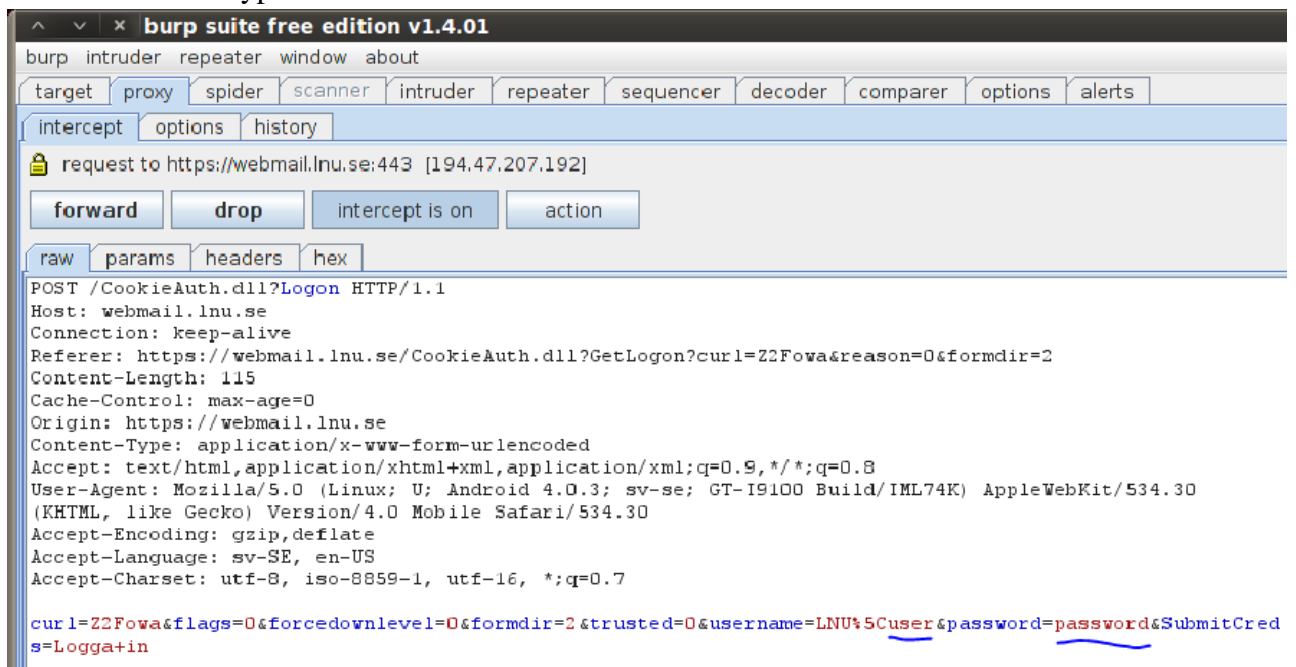 burp suite free edition v1.4.01
burp intruder repeater window about
target proxy spider scanner intruder repeater sequencer decoder comparer options alerts
intercept options history
request to https://webmail.lnu.se:443 [194.47.207.192]
forward drop intercept is on action
raw params headers hex
POST /CookieAuth.dll?Logon HTTP/1.1
Host: webmail.lnu.se
Connection: keep-alive
Referer: https://webmail.lnu.se/CookieAuth.dll?GetLogon?curl=Z2Fowa&reason=0&formdir=2
Content-Length: 115
Cache-Control: max-age=0
Origin: https://webmail.lnu.se
Content-Type: application/x-www-form-urlencoded
Accept: text/html,application/xhtml+xml,application/xml;q=0.9,*/*;q=0.8
User-Agent: Mozilla/5.0 (Linux; U; Android 4.0.3; sv-se; GT-I9100 Build/IML74K) AppleWebKit/534.30
(KHTML, like Gecko) Version/4.0 Mobile Safari/534.30
Accept-Encoding: gzip,deflate
Accept-Language: sv-SE, en-US
Accept-Charset: utf-8, iso-8859-1, utf-16, *;q=0.7
curl=Z2Fowa&flags=0&forcedownlevel=0&formdir=2&trusted=0&username=LNU%5Cuser&password=password&SubmitCred
s=Logga+in